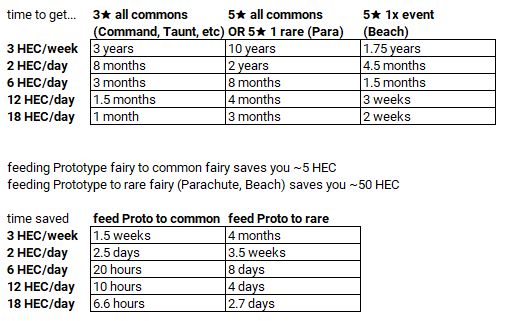 time to get... 3★ all commons 5★ all commons 5★ 1x event
(Command, Taunt, etc) OR 5★ 1 rare (Para) (Beach)
3 HEC/week 3 years 10 years 1.75 years
2 HEC/day 8 months 2 years 4.5 months
6 HEC/day 3 months 8 months 1.5 months
12 HEC/day 1.5 months 4 months 3 weeks
18 HEC/day 1 month 3 months 2 weeks
feeding Prototype fairy to common fairy saves you ~5 HEC
feeding Prototype to rare fairy (Parachute, Beach) saves you ~50 HEC
time saved feed Proto to common feed Proto to rare
3 HEC/week 1.5 weeks 4 months
2 HEC/day 2.5 days 3.5 weeks
6 HEC/day 20 hours 8 days
12 HEC/day 10 hours 4 days
18 HEC/day 6.6 hours 2.7 days